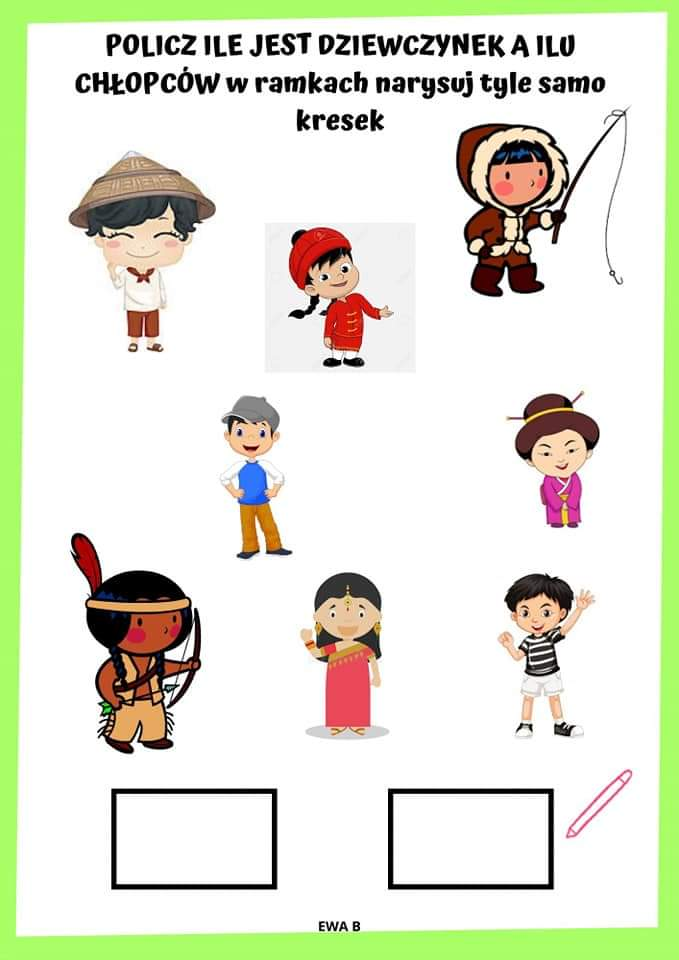 POLICZ ILE JEST DZIEWCZYNEK A ILU
CHŁOPCÓW w ramkach narysuj tyle samo
kresek
EWA B